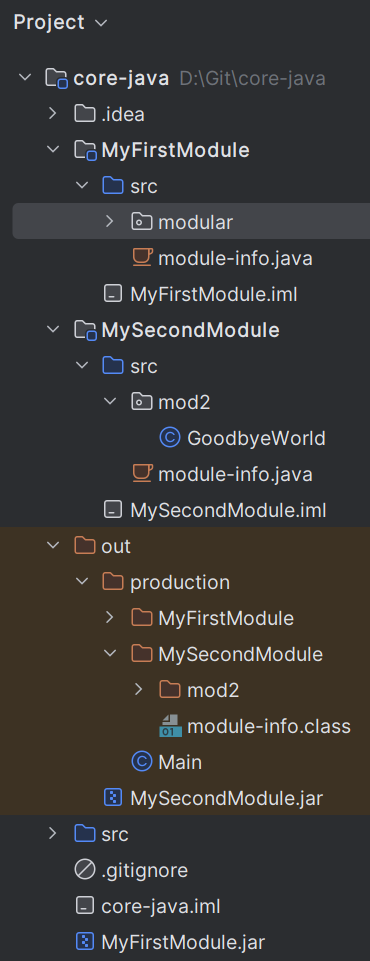 Project
core-java D:\Git\core-java
.idea
MyFirstModule
src
modular
module-info.java
MyFirstModule.iml
MySecondModule
src
mod2
C GoodbyeWorld
module-info.java
MySecondModule.iml
out
production
MyFirstModule
MySecondModule
mod2
01 module-info.class
C Main
MySecondModule.jar
src
.gitignore
core-java.iml
MyFirstModule.jar